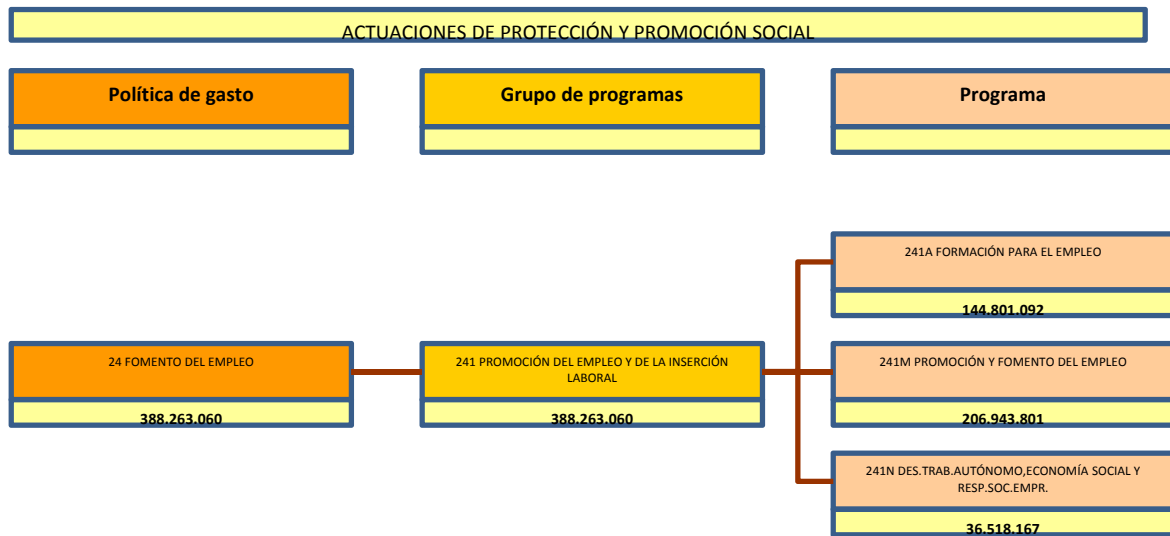 ACTUACIONES DE PROTECCIÓN Y PROMOCIÓN SOCIAL
Política de gasto
Grupo de programas
Programa
241A FORMACIÓN PARA EL EMPLEO
144.801.092
24 FOMENTO DEL EMPLEO
388.263.060
241 PROMOCIÓN DEL EMPLEO Y DE LA INSERCIÓN
LABORAL
388.263.060
241M PROMOCIÓN Y FOMENTO DEL EMPLEO
206.943.801
241N DES.TRAB.AUTÓNOMO,ECONOMÍA SOCIAL Y
RESP.SOC.EMPR.
36.518.167